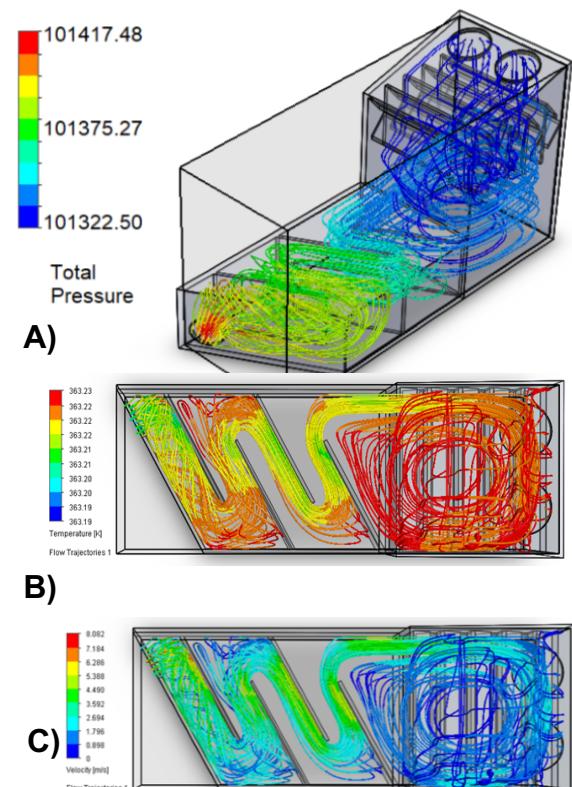 101417.48
101375.27
101322.50
Total
Pressure
A)
363.23
363.22
363.22
363.22
363.21
363.21
363.20
363.20
363.19
363.19
Temperature [K]
Flow Trajectories 1
B)
8.082
7.184
6.286
5.388
4.490
3.592
2.694
1.796
0.898
0
C)
Velocity [m/s]